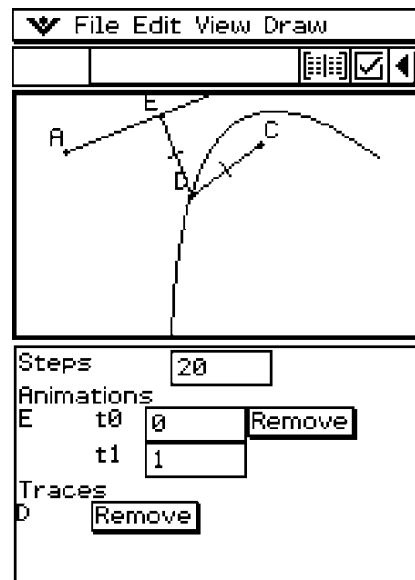 File Edit View Draw
E
A
C
D
Steps 20
Animations
E t0 0 Remove
t1 1
Traces
D Remove